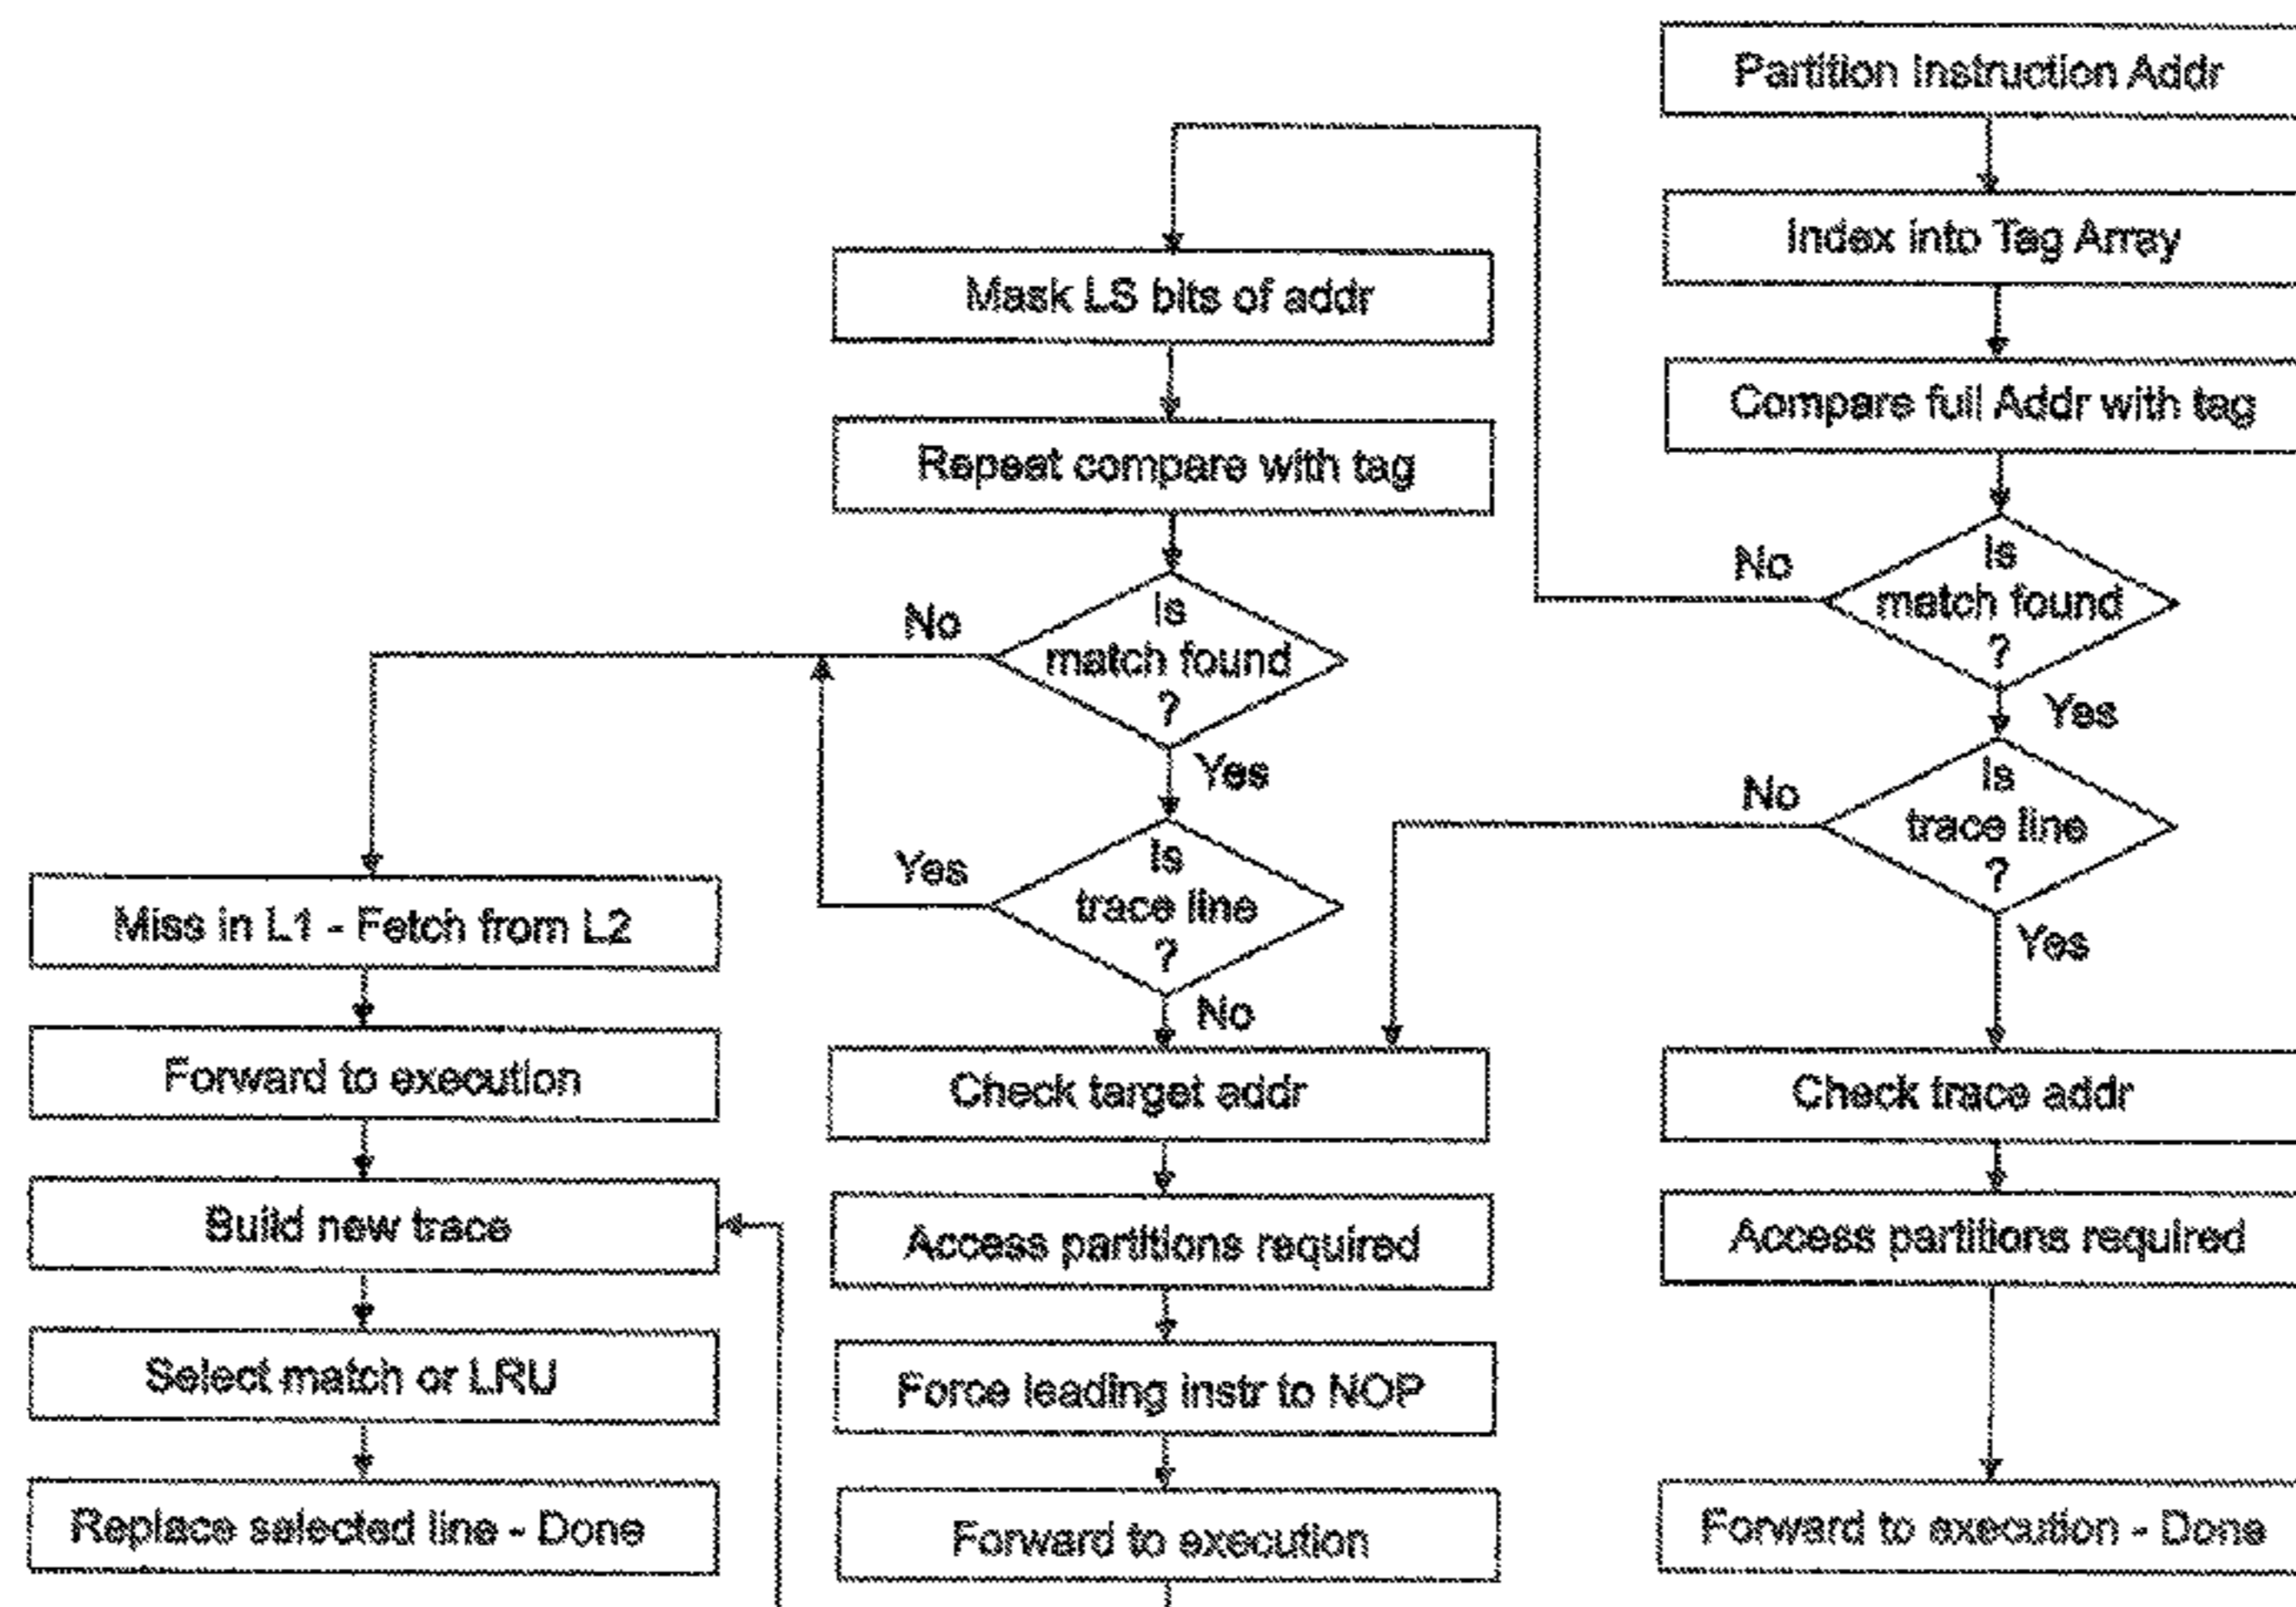 Partition Instruction Addr
Index into Tag Array
Compare full Addr with tag
Is
match found
?
No
Yes
Is
trace line
?
No
Yes
Check trace addr
Access partitions required
Forward to execution - Done
Mask LS bits of addr
Repeat compare with tag
Is
match found
?
No
Yes
Is
trace line
?
Yes
No
Check target addr
Access partitions required
Force leading instr to NOP
Forward to execution
Miss in L1 - Fetch from L2
Forward to execution
Build new trace
Select match or LRU
Replace selected line - Done